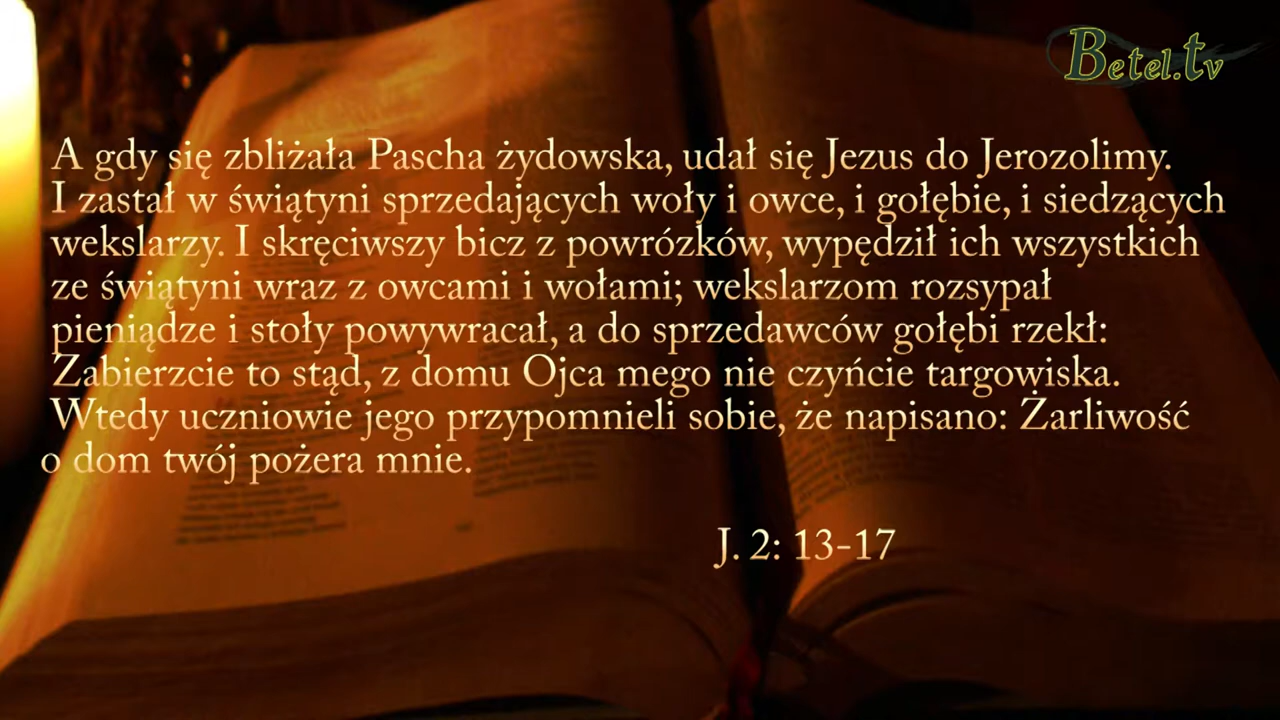 Betel.tv
A gdy się zbliżała Pascha żydowska, udał się Jezus do Jerozolimy.
I zastał w świątyni sprzedających woły i owce, i gołębie, i siedzących
wekslarzy. I skręciwszy bicz z powrózków, wypędził ich wszystkich
ze świątyni wraz z owcami i wołami; wekslarzom rozsypał
pieniądze i stoły powywracał, a do sprzedawców gołębi rzekł:
Zabierzcie to stąd, z domu Ojca mego nie czyńcie targowiska.
Wtedy uczniowie jego przypomnieli sobie, że napisano: Żarliwość
o dom twój pożera mnie.
J. 2: 13-17